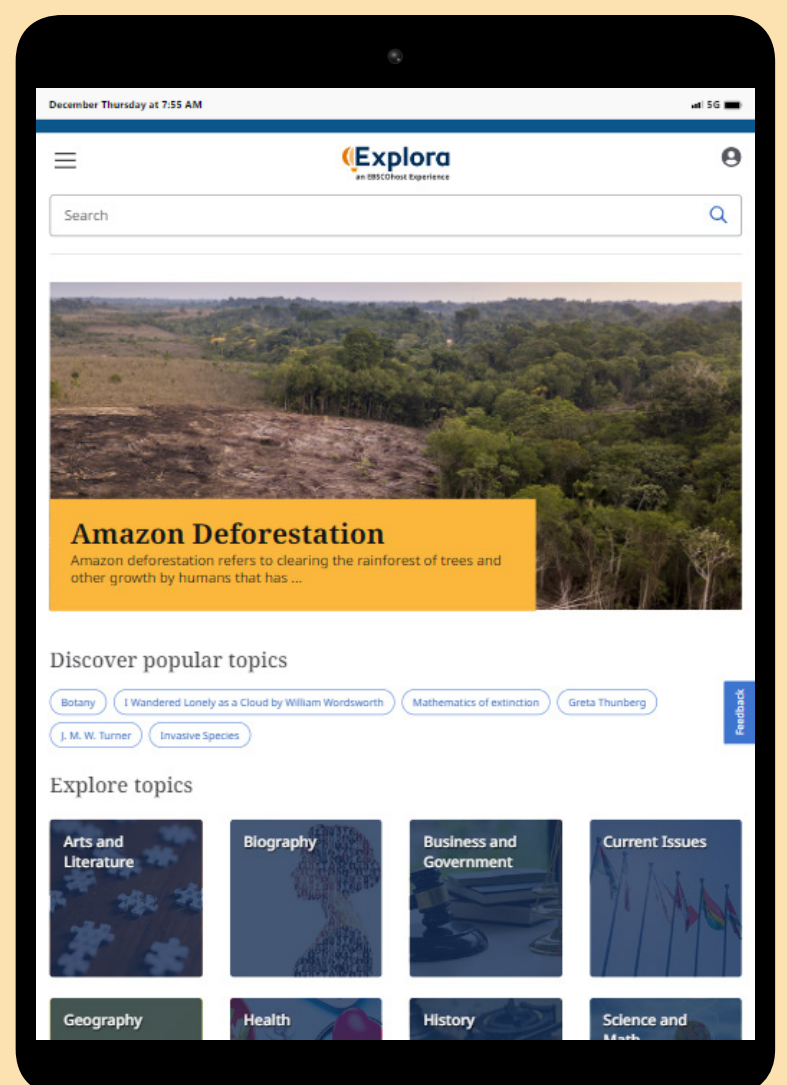 December Thursday at 7:55 AM
5G
Explora
an EBSCOhost Experience
Search
Amazon Deforestation
Amazon deforestation refers to clearing the rainforest of trees and
other growth by humans that has ...
Discover popular topics
Botany
I Wandered Lonely as a Cloud by William Wordsworth
Mathematics of extinction
Greta Thunberg
Feedback
J. M. W. Turner
Invasive Species
Explore topics
Arts and
Literature
Biography
Business and
Government
Current Issues
Geography
Health
History
Science and
Math